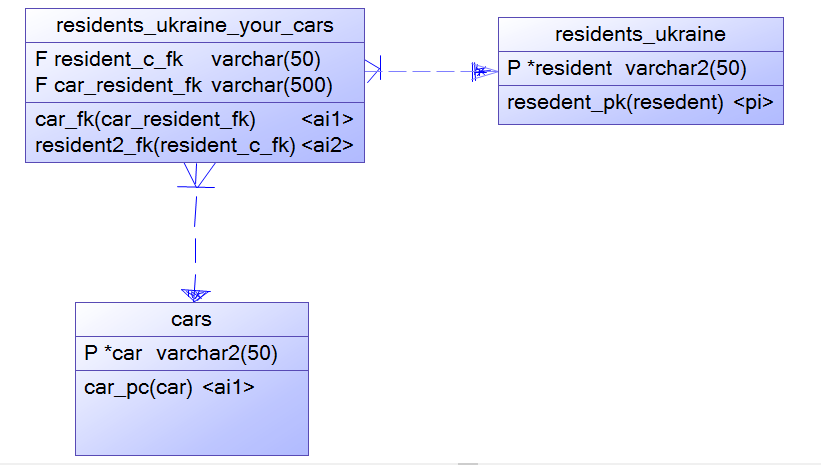 residents_ukraine_your_cars
F resident_c_fk varchar(50)
F car_resident_fk varchar(500)
car_fk(car_resident_fk) <ai1>
resident2_fk(resident_c_fk) <ai2>
residents_ukraine
P *resident varchar2(50)
resedent_pk(resedent) <pi>
cars
P *car varchar2(50)
car_pc(car) <ai1>